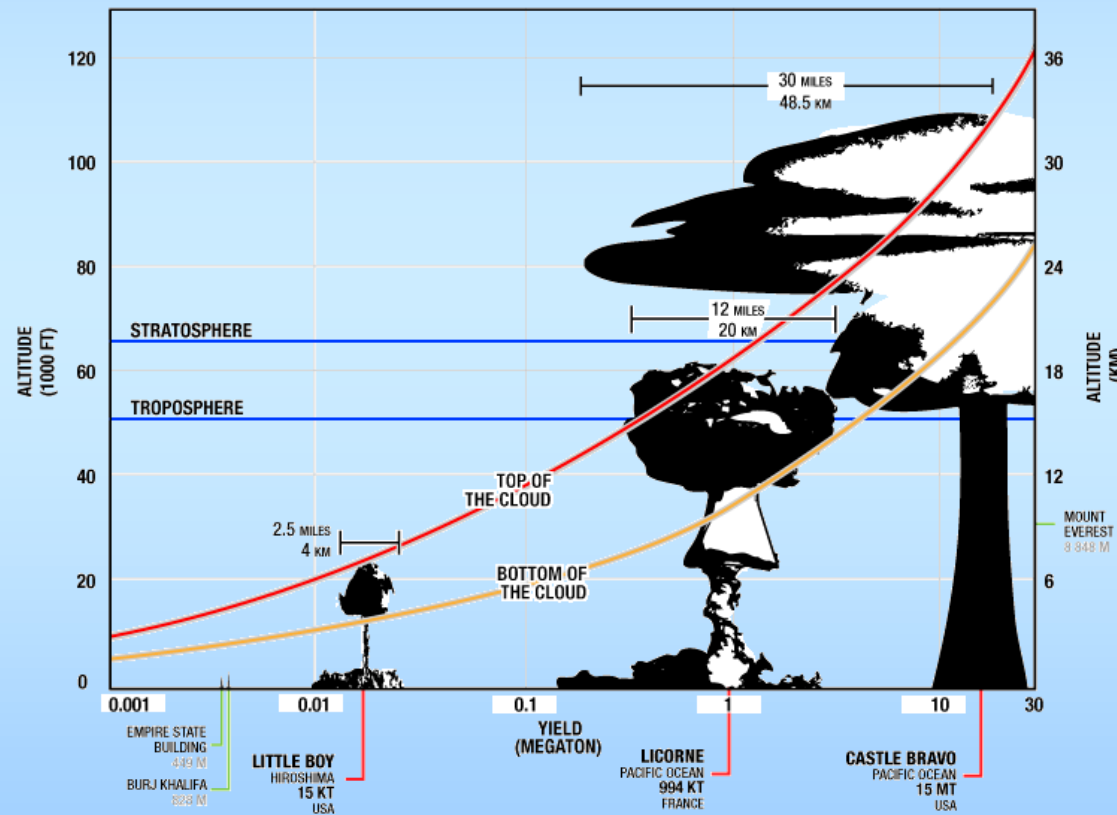 120
100
80
60
40
20
0
ALTITUDE
(1000 FT)
36
30
24
18
12
6
ALTITUDE
(KM)
30 MILES
48.5 KM
12 MILES
20 KM
STRATOSPHERE
TROPOSPHERE
TOP OF
THE CLOUD
2.5 MILES
4 KM
BOTTOM OF
THE CLOUD
MOUNT
EVEREST
8 848 M
0.001
0.01
0.1
1
10
30
YIELD
(MEGATON)
EMPIRE STATE
BUILDING
449 M
BURJ KHALIFA
828 M
LITTLE BOY
HIROSHIMA
15 KT
USA
LICORNE
PACIFIC OCEAN
994 KT
FRANCE
CASTLE BRAVO
PACIFIC OCEAN
15 MT
USA